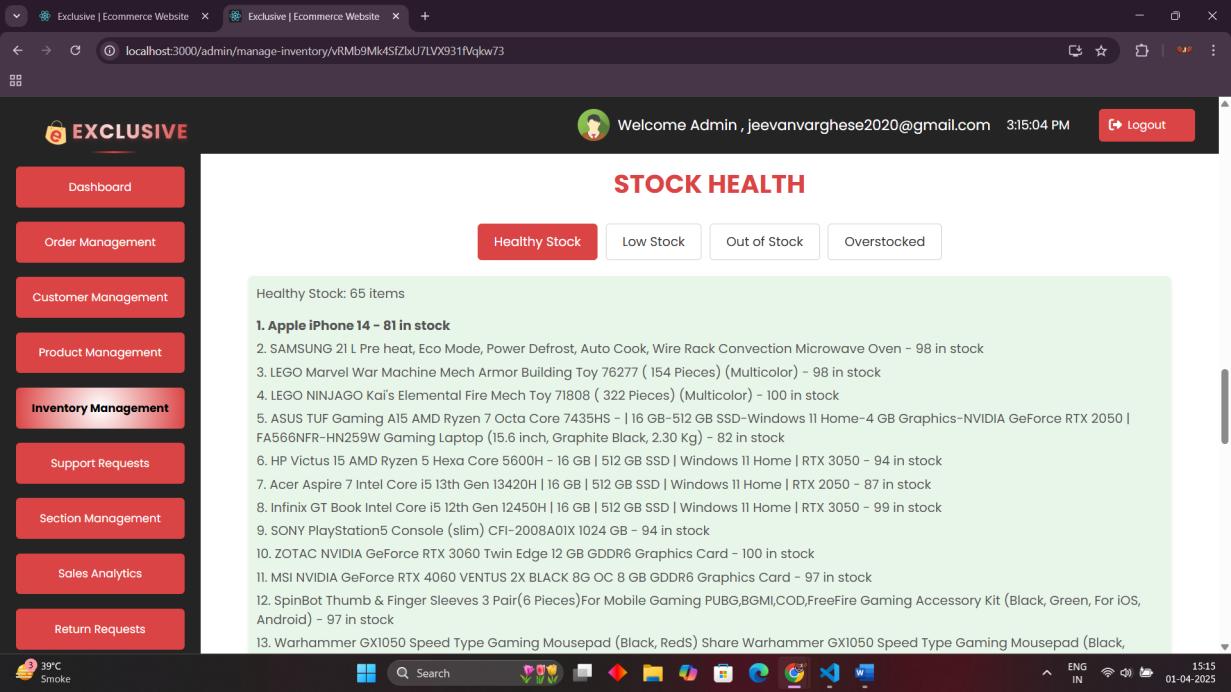 Exclusive | Ecommerce Website
Exclusive | Ecommerce Website
localhost:3000/admin/manage-inventory/vRMb9Mk4SfZlxU7LVX931fVqkw73
EXCLUSIVE
Welcome Admin , jeevanvarghese2020@gmail.com
3:15:04 PM
Logout
Dashboard
Order Management
Customer Management
Product Management
Inventory Management
Support Requests
Section Management
Sales Analytics
Return Requests
STOCK HEALTH
Healthy Stock
Low Stock
Out of Stock
Overstocked
Healthy Stock: 65 items
1. Apple iPhone 14 - 81 in stock
2. SAMSUNG 21 L Pre heat, Eco Mode, Power Defrost, Auto Cook, Wire Rack Convection Microwave Oven - 98 in stock
3. LEGO Marvel War Machine Mech Armor Building Toy 76277 ( 154 Pieces) (Multicolor) - 98 in stock
4. LEGO NINJAGO Kai's Elemental Fire Mech Toy 71808 ( 322 Pieces) (Multicolor) - 100 in stock
5. ASUS TUF Gaming A15 AMD Ryzen 7 Octa Core 7435HS - | 16 GB-512 GB SSD-Windows 11 Home-4 GB Graphics-NVIDIA GeForce RTX 2050 |
FA566NFR-HN259W Gaming Laptop (15.6 inch, Graphite Black, 2.30 Kg) - 82 in stock
6. HP Victus 15 AMD Ryzen 5 Hexa Core 5600H - 16 GB | 512 GB SSD | Windows 11 Home | RTX 3050 - 94 in stock
7. Acer Aspire 7 Intel Core i5 13th Gen 13420H | 16 GB | 512 GB SSD | Windows 11 Home | RTX 2050 - 87 in stock
8. Infinix GT Book Intel Core i5 12th Gen 12450H | 16 GB | 512 GB SSD | Windows 11 Home | RTX 3050 - 99 in stock
9. SONY PlayStation5 Console (slim) CFI-2008A01X 1024 GB - 94 in stock
10. ZOTAC NVIDIA GeForce RTX 3060 Twin Edge 12 GB GDDR6 Graphics Card - 100 in stock
11. MSI NVIDIA GeForce RTX 4060 VENTUS 2X BLACK 8G OC 8 GB GDDR6 Graphics Card - 97 in stock
12. SpinBot Thumb & Finger Sleeves 3 Pair(6 Pieces)For Mobile Gaming PUBG,BGMI,COD,FreeFire Gaming Accessory Kit (Black, Green, For iOS,
Android) - 97 in stock
13. Warhammer GX1050 Speed Type Gaming Mousepad (Black, RedS) Share Warhammer GX1050 Speed Type Gaming Mousepad (Black,
3
39°C
Smoke
Search
ENG
IN
15:15
01-04-2025